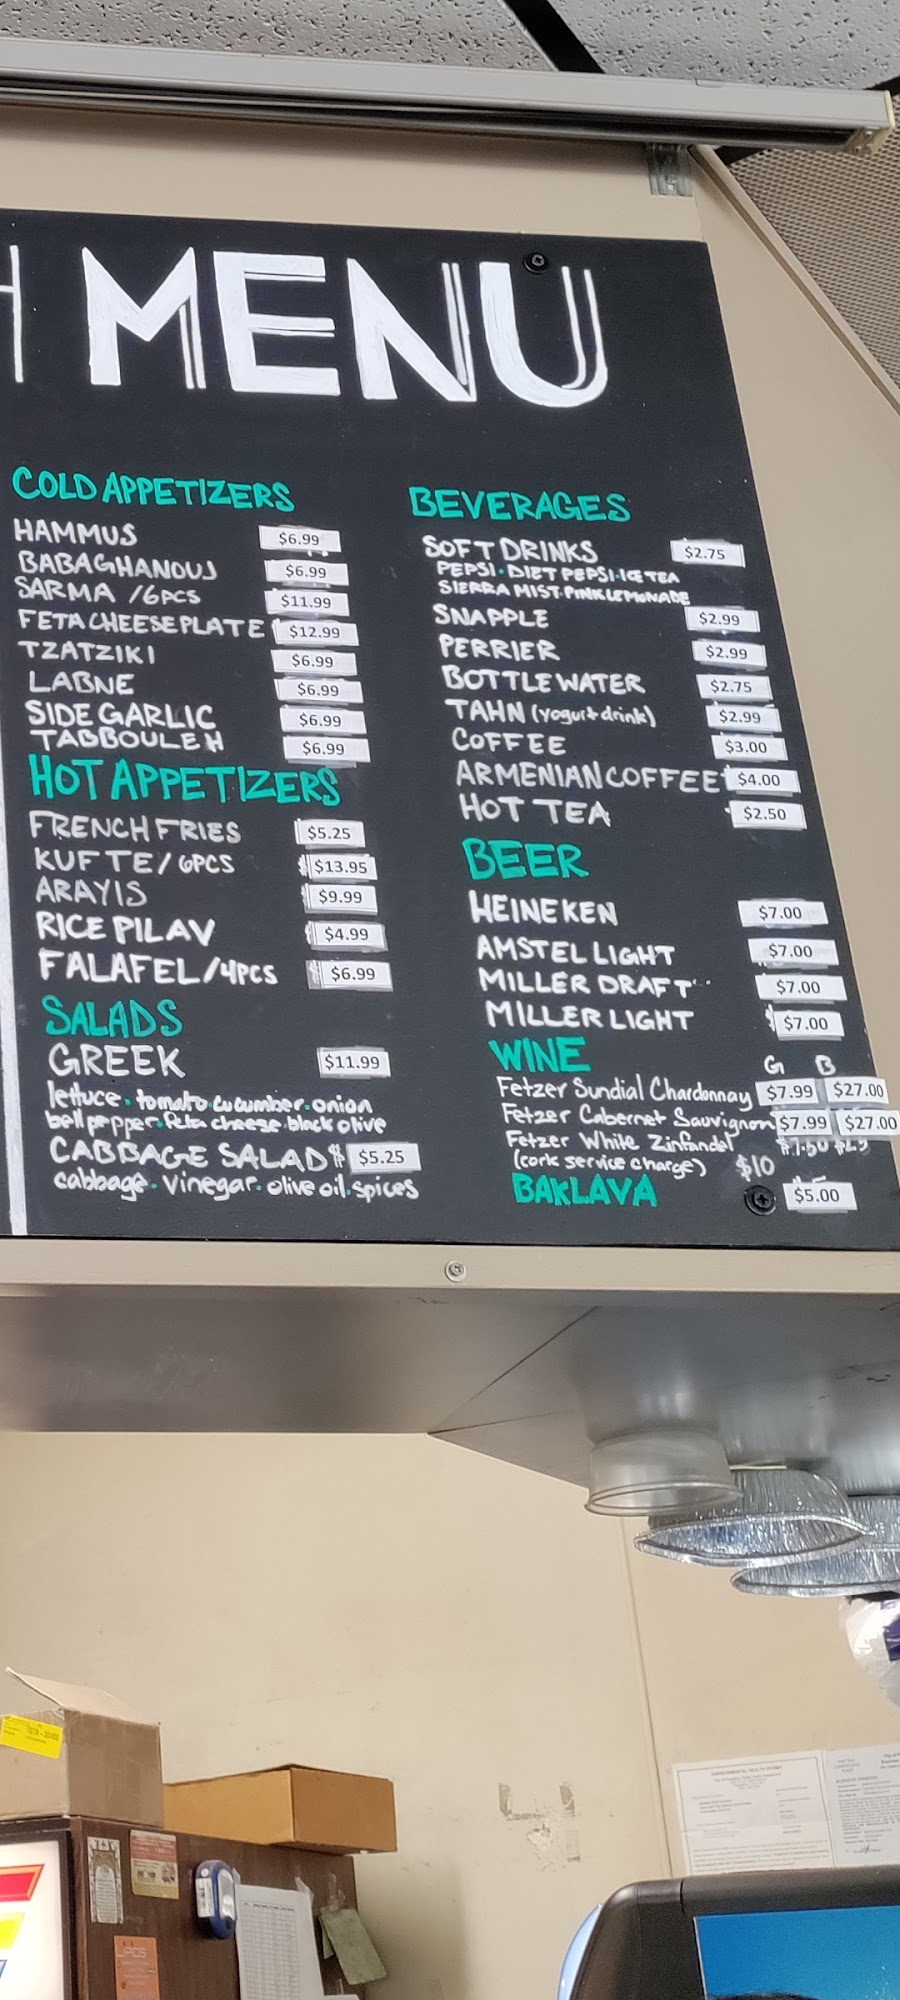 MENU
COLD APPETIZERS
HAMMUS $6.99
BABAGHANOUJ $6.99
SARMA /6PCS $11.99
FETA CHEESE PLATE $12.99
TZATZIKI $6.99
LABNE $6.99
SIDE GARLIC $6.99
TABBOULEH $6.99
HOT APPETIZERS
FRENCH FRIES $5.25
KUFTE/6PCS $13.95
ARAYIS $9.99
RICE PILAV $4.99
FALAFEL/4PCS $6.99
SALADS
GREEK $11.99
lettuce · tomato · cucumber · onion
bell pepper · feta cheese · black olive
CABBAGE SALAD $ $5.25
cabbage · vinegar · olive oil · spices
BEVERAGES
SOFT DRINKS $2.75
PEPSI · DIET PEPSI · ICE TEA
SIERRA MIST · PINK LEMONADE
SNAPPLE $2.99
PERRIER $2.99
BOTTLE WATER $2.75
TAHN (yogurt drink) $2.99
COFFEE $3.00
ARMENIAN COFFEE $4.00
HOT TEA $2.50
BEER
HEINEKEN $7.00
AMSTEL LIGHT $7.00
MILLER DRAFT $7.00
MILLER LIGHT $7.00
WINE G B
Fetzer Sundial Chardonnay $7.99 $27.00
Fetzer Cabernet Sauvignon $7.99 $27.00
Fetzer White Zinfandel
(cork service charge) $10
BAKLAVA $5.00
ENVIRONMENTAL HEALTH PERMIT